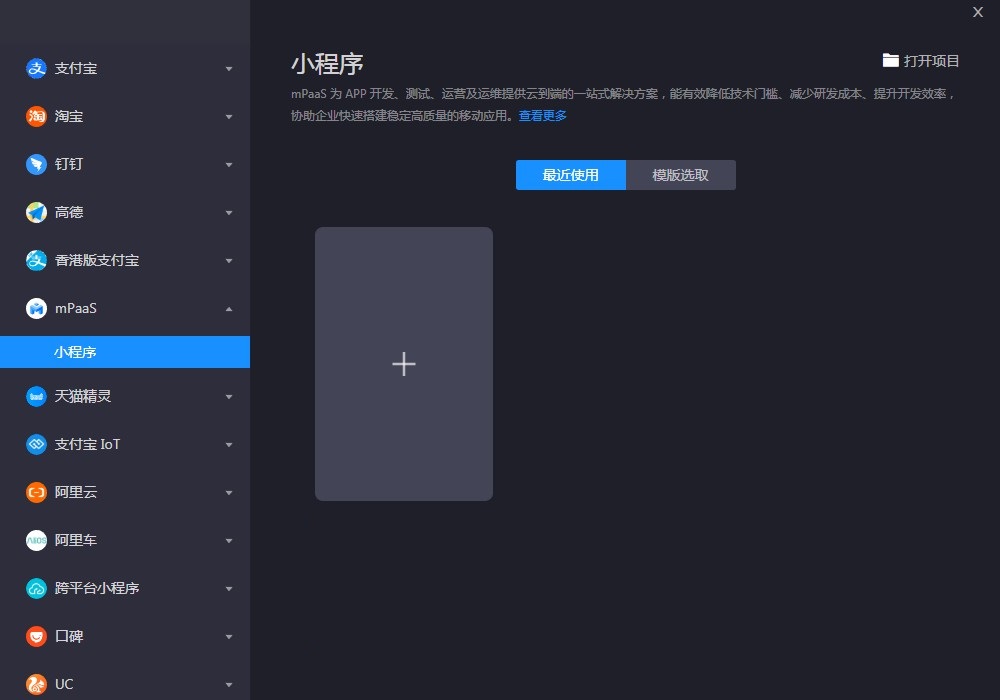 X
支付宝
淘宝
钉钉
高德
香港版支付宝
mPaaS
小程序
天猫精灵
支付宝 IoT
阿里云
阿里车
跨平台小程序
口碑
UC
小程序
打开项目
mPaaS 为 APP 开发、测试、运营及运维提供云到端的一站式解决方案，能有效降低技术门槛、减少研发成本、提升开发效率，
协助企业快速搭建稳定高质量的移动应用。查看更多
最近使用
模版选取